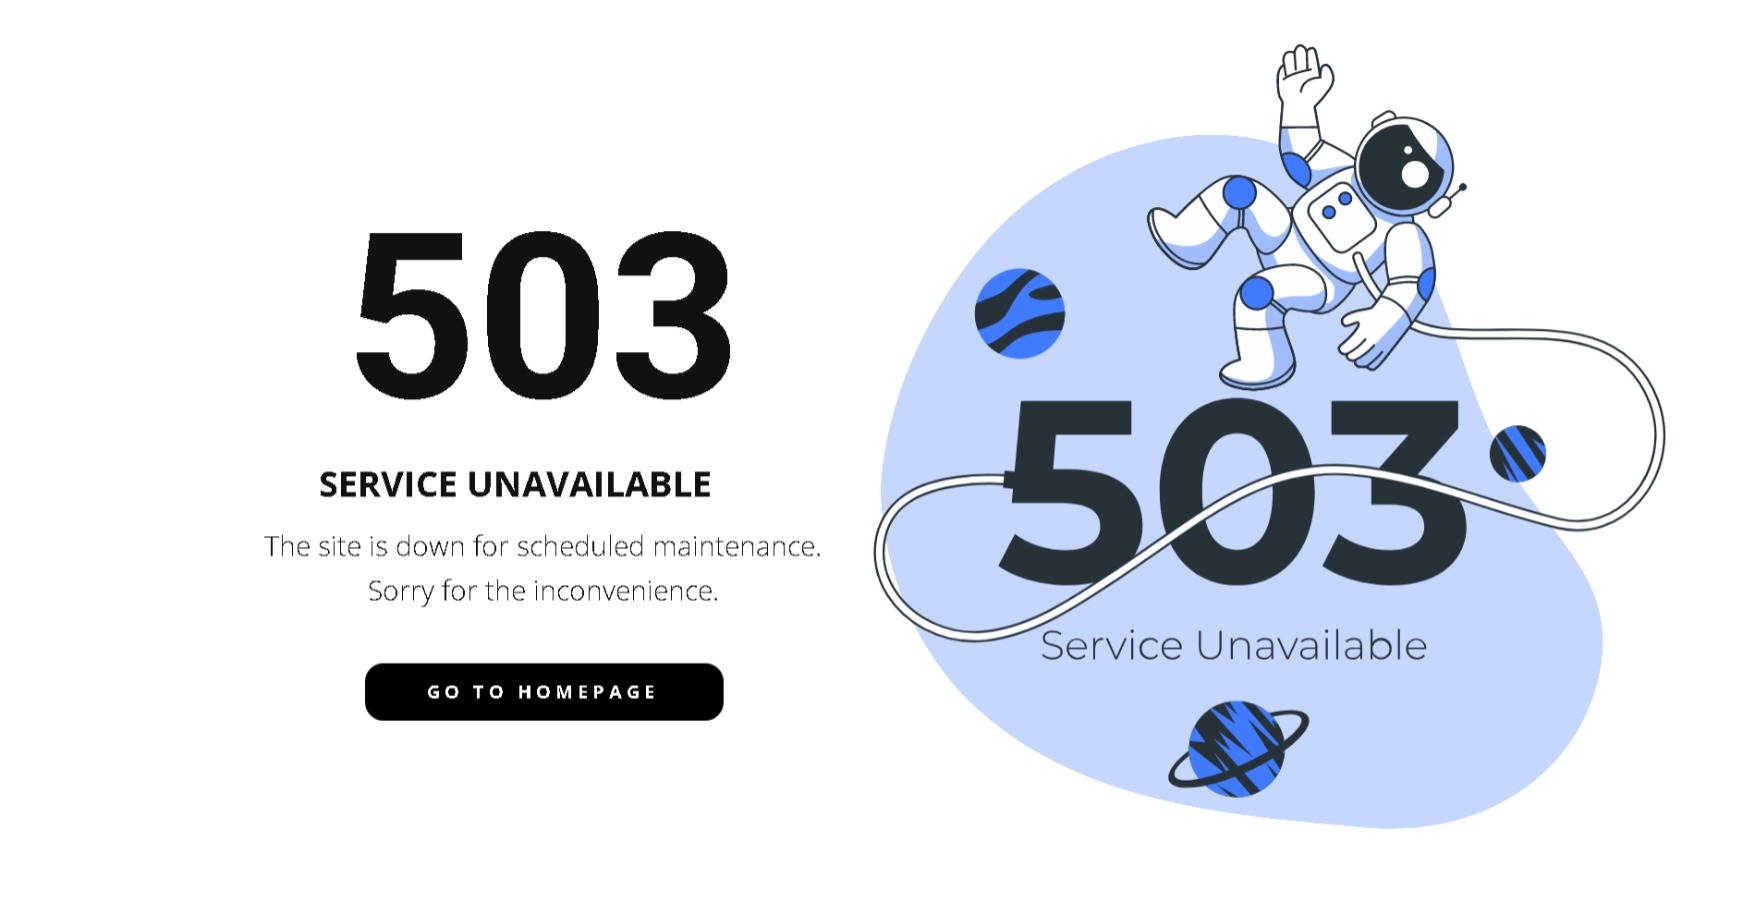 503
SERVICE UNAVAILABLE
The site is down for scheduled maintenance.
Sorry for the inconvenience.
GO TO HOMEPAGE
503
Service Unavailable